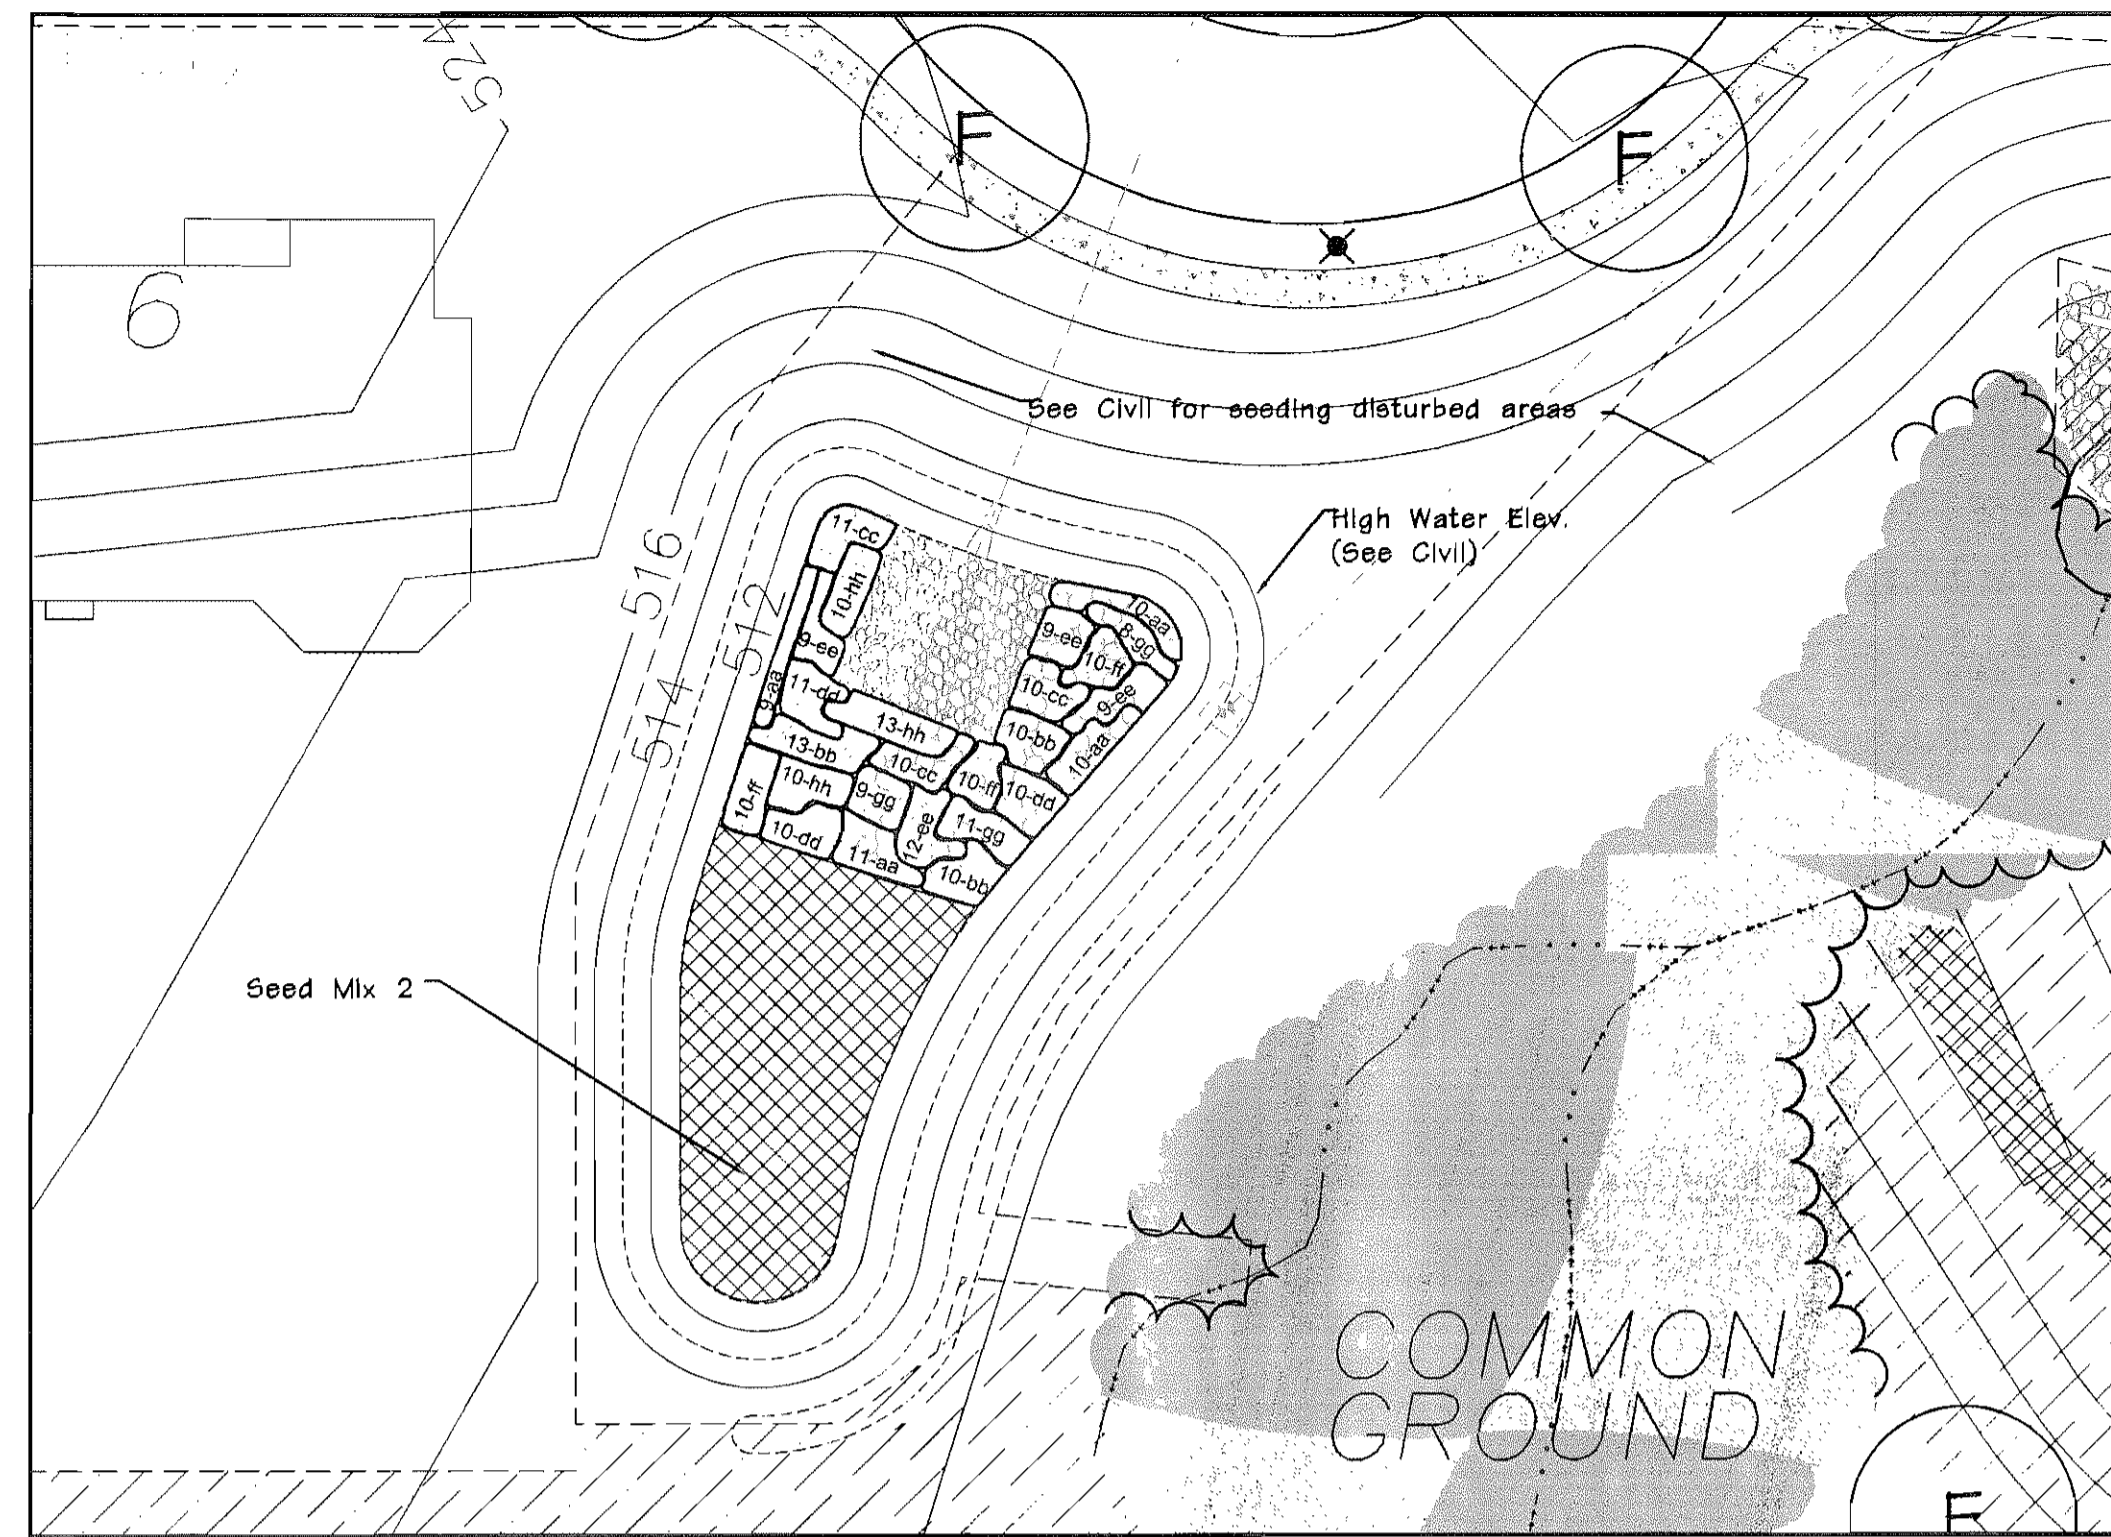 524
F
F
6
See Civil for seeding disturbed areas
High Water Elev.
(See Civil)
516
514
512
11-cc
10-hh
9-ee
9-aa
11-dd
13-hh
13-bb
10-aa
8-gg
9-ee
10-ff
10-cc
9-ee
10-bb
10-aa
10-cc
10-ff
10-dd
10-hh
9-gg
10-ff
10-dd
11-aa
12-ee
11-gg
10-bb
Seed Mix 2
COMMON
GROUND